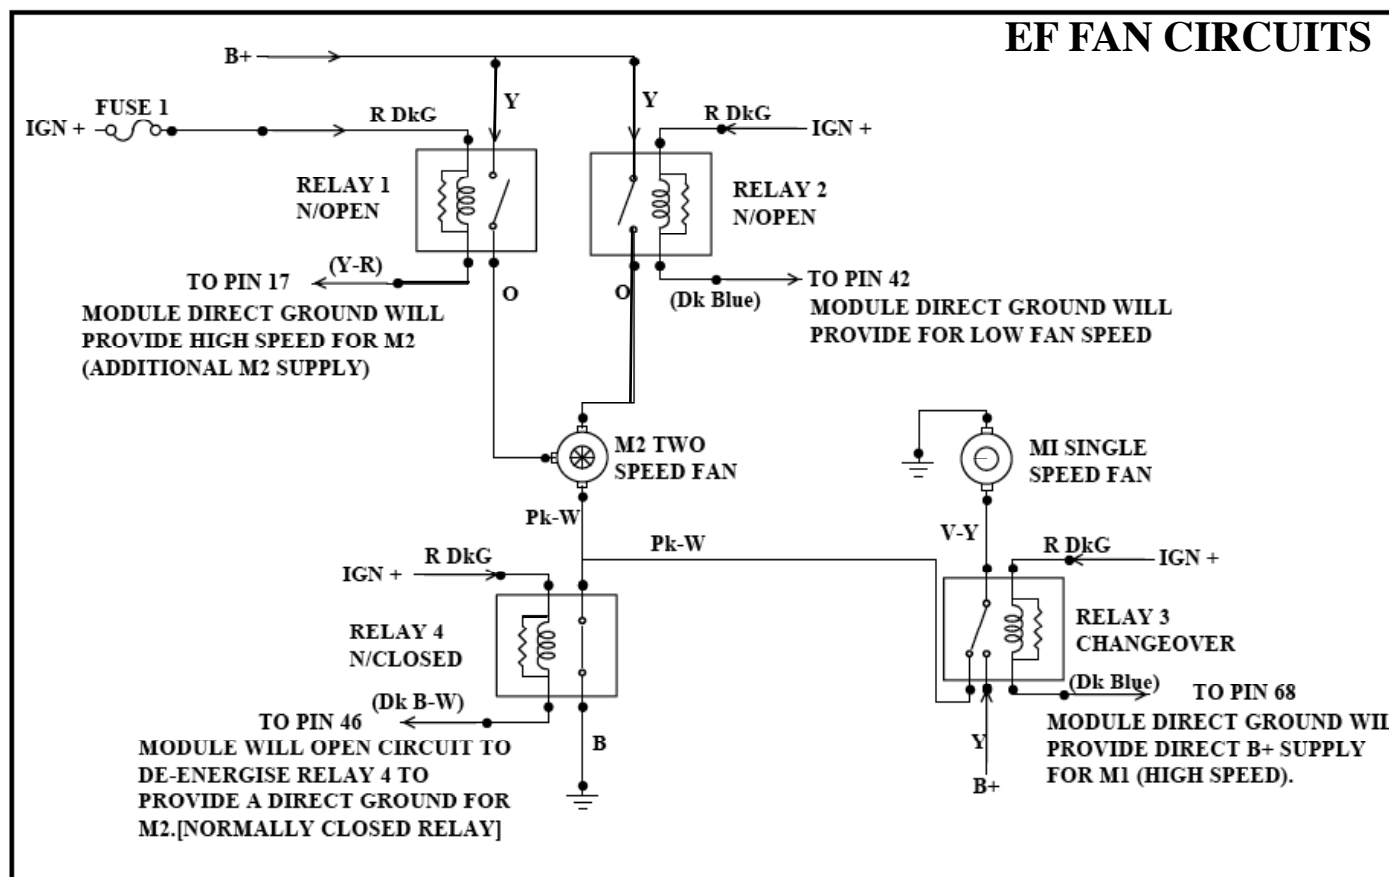 EF FAN CIRCUITS
B+
FUSE 1
IGN +
R DkG
Y
Y
R DkG
IGN +
RELAY 1
N/OPEN
RELAY 2
N/OPEN
(Y-R)
TO PIN 17
MODULE DIRECT GROUND WILL
PROVIDE HIGH SPEED FOR M2
(ADDITIONAL M2 SUPPLY)
O
O
(Dk Blue)
TO PIN 42
MODULE DIRECT GROUND WILL
PROVIDE FOR LOW FAN SPEED
M2 TWO
SPEED FAN
MI SINGLE
SPEED FAN
Pk-W
Pk-W
V-Y
IGN +
R DkG
R DkG
IGN +
RELAY 4
N/CLOSED
RELAY 3
CHANGEOVER
(Dk B-W)
TO PIN 46
MODULE WILL OPEN CIRCUIT TO
DE-ENERGISE RELAY 4 TO
PROVIDE A DIRECT GROUND FOR
M2.[NORMALLY CLOSED RELAY]
B
(Dk Blue)
TO PIN 68
MODULE DIRECT GROUND WIL
PROVIDE DIRECT B+ SUPPLY
FOR M1 (HIGH SPEED).
Y
B+